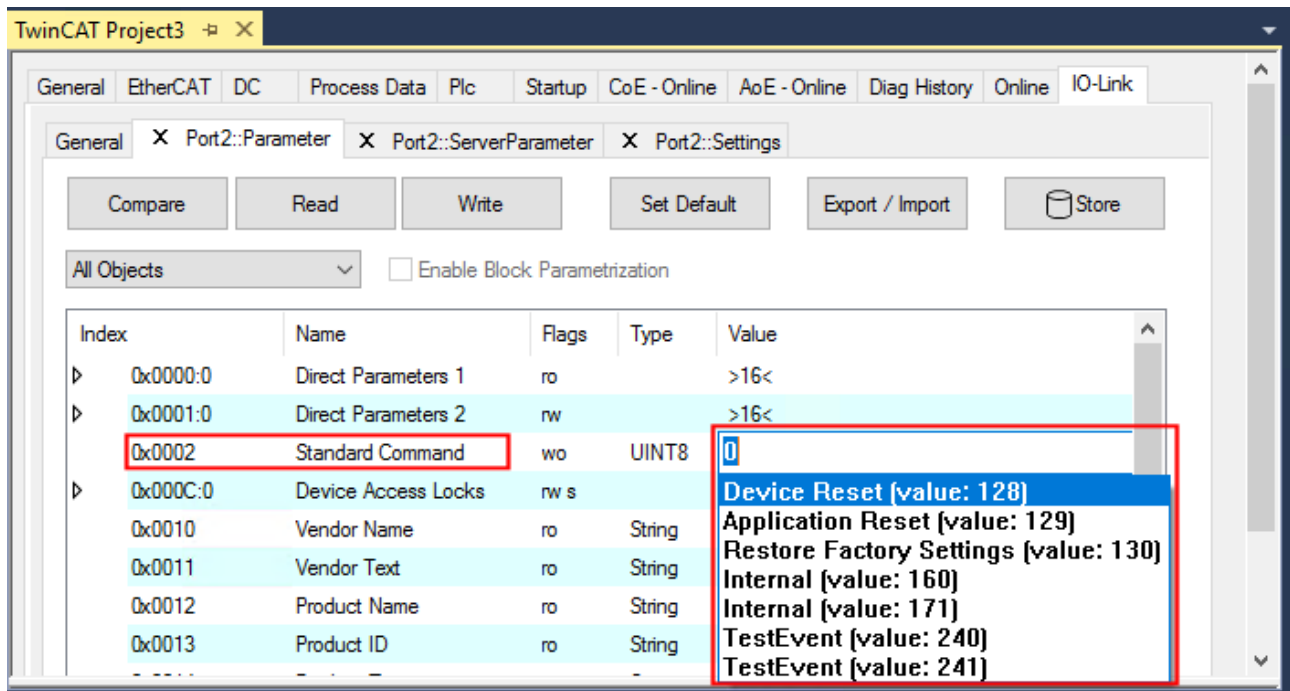 TwinCAT Project3
General EtherCAT DC Process Data Plc Startup CoE - Online AoE - Online Diag History Online IO-Link
General X Port2::Parameter X Port2::ServerParameter X Port2::Settings
Compare Read Write Set Default Export / Import Store
All Objects Enable Block Parametrization
Index Name Flags Type Value
0x0000:0 Direct Parameters 1 ro >16<
0x0001:0 Direct Parameters 2 rw >16<
0x0002 Standard Command wo UINT8 0
0x000C:0 Device Access Locks rw s Device Reset (value: 128)
Application Reset (value: 129)
0x0010 Vendor Name ro String Restore Factory Settings (value: 130)
0x0011 Vendor Text ro String Internal (value: 160)
0x0012 Product Name ro String Internal (value: 171)
0x0013 Product ID ro String TestEvent (value: 240)
TestEvent (value: 241)